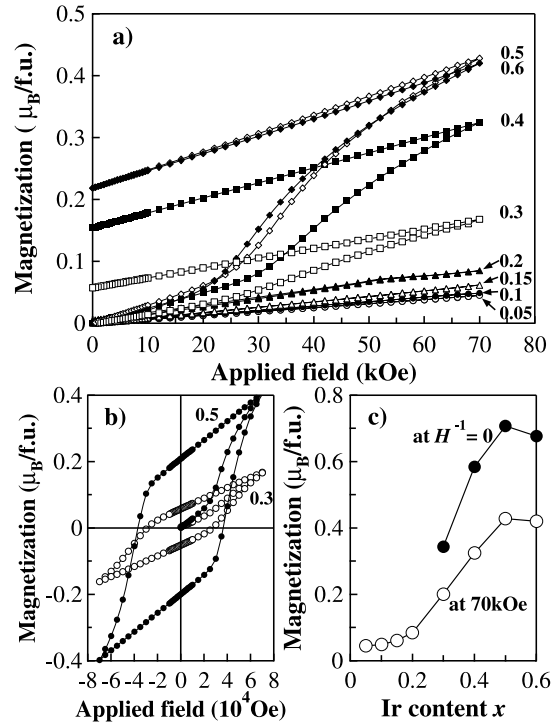 a)
Magnetization ( μB/f.u.)
0.5
0.4
0.3
0.2
0.1
0
0.5
0.6
0.4
0.3
0.2
0.15
0.1
0.05
0 10 20 30 40 50 60 70 80
Applied field (kOe)
b)
Magnetization (μB/f.u.)
0.4
0.2
0
-0.2
-0.4
0.5
0.3
-8 -6 -4 -2 0 2 4 6 8
Applied field (10⁴Oe)
c)
Magnetization (μB/f.u.)
0.8
0.6
0.4
0.2
0
at H⁻¹= 0
at 70kOe
0 0.2 0.4 0.6
Ir content x